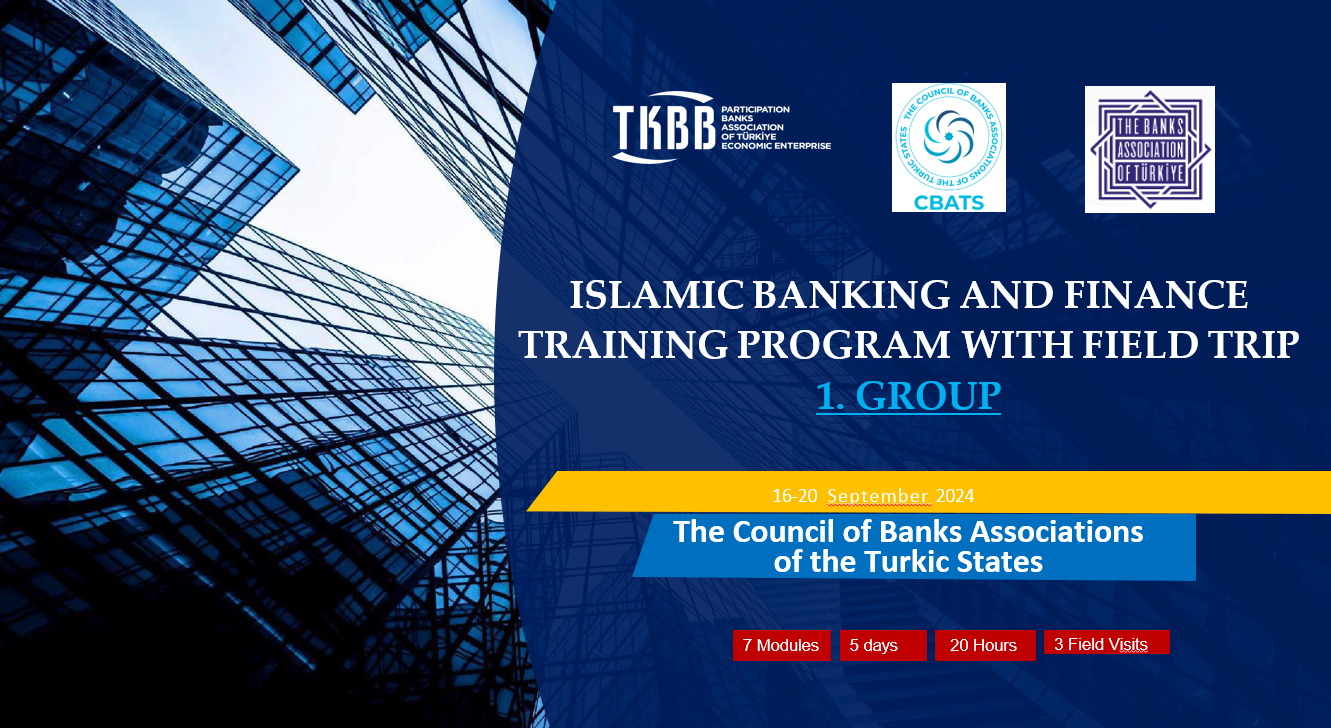 TKBB
PARTICIPATION
BANKS
ASSOCIATION
OF TÜRKİYE
ECONOMIC ENTERPRISE
THE COUNCIL OF BANKS ASSOCIATIONS OF THE TURKIC STATES
CBATS
THE BANKS
ASSOCIATION
OF TÜRKİYE
ISLAMIC BANKING AND FINANCE
TRAINING PROGRAM WITH FIELD TRIP
1. GROUP
16-20 September 2024
The Council of Banks Associations
of the Turkic States
7 Modules
5 days
20 Hours
3 Field Visits